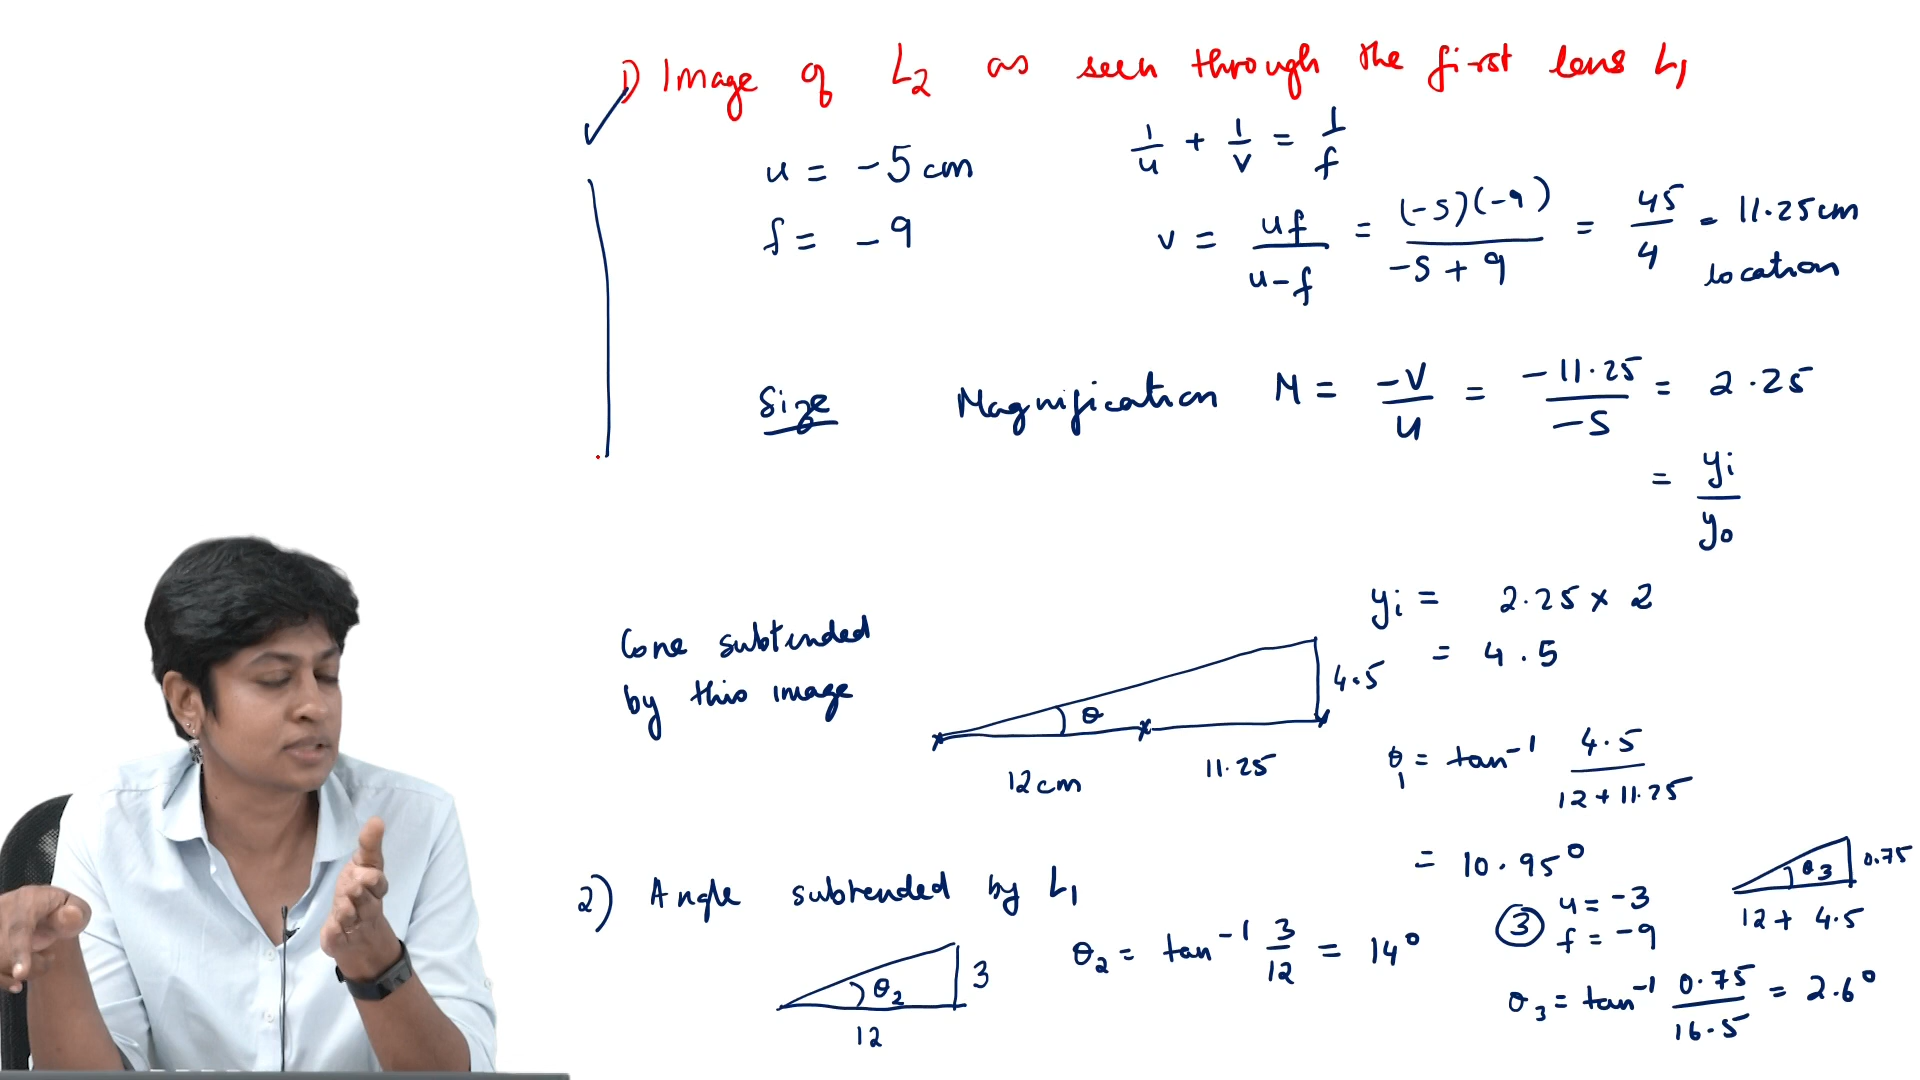 1) Image of L2 as seen through the first lens L1
u = -5 cm
1/u + 1/v = 1/f
f = -9
v = uf/(u-f) = (-5)(-9)/(-5+9) = 45/4 = 11.25cm
location
Size Magnification M = -v/u = -11.25/-5 = 2.25
= yi/yo
yi = 2.25 x 2
= 4.5
Cone subtended
by this image
θ
4.5
12cm
11.25
θ1 = tan-1 4.5/(12+11.25)
= 10.95°
2) Angle subtended by L1
θ2
3
12
θ2 = tan-1 3/12 = 14°
3 u = -3
f = -9
θ3
0.75
12 + 4.5
θ3 = tan-1 0.75/16.5 = 2.6°